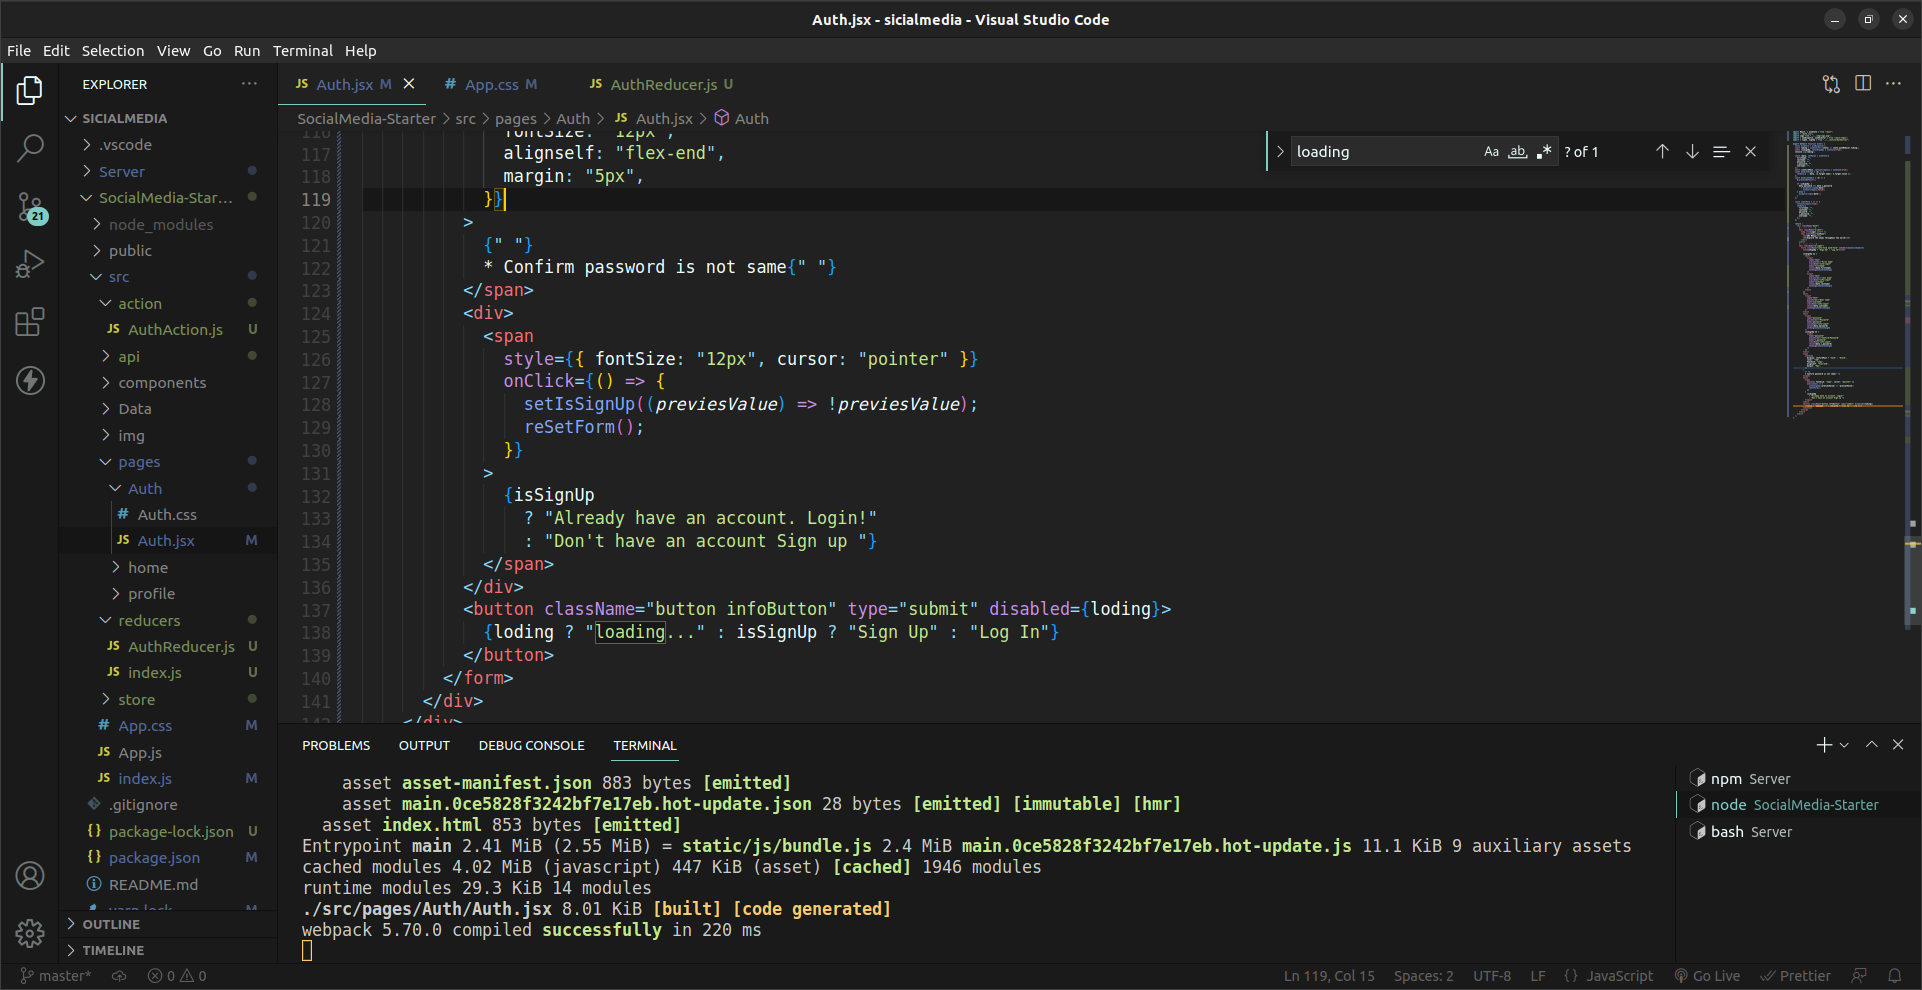 Auth.jsx - sicialmedia - Visual Studio Code
File Edit Selection View Go Run Terminal Help
EXPLORER
SICIALMEDIA
.vscode
Server
SocialMedia-Star...
node_modules
public
src
action
JS AuthAction.js U
api
components
Data
img
pages
Auth
# Auth.css
JS Auth.jsx M
home
profile
reducers
JS AuthReducer.js U
JS index.js U
store
# App.css M
JS App.js
JS index.js M
.gitignore
{} package-lock.json U
{} package.json M
README.md
yarn.lock M
OUTLINE
TIMELINE
21
JS Auth.jsx M # App.css M JS AuthReducer.js U
SocialMedia-Starter > src > pages > Auth > JS Auth.jsx > Auth
loading Aa ab ? of 1
116 fontSize: "12px",
117 alignself: "flex-end",
118 margin: "5px",
119 }}
120 >
121 {" "}
122 * Confirm password is not same{" "}
123 </span>
124 <div>
125 <span
126 style={{ fontSize: "12px", cursor: "pointer" }}
127 onClick={() => {
128 setIsSignUp((previesValue) => !previesValue);
129 reSetForm();
130 }}
131 >
132 {isSignUp
133 ? "Already have an account. Login!"
134 : "Don't have an account Sign up "}
135 </span>
136 </div>
137 <button className="button infoButton" type="submit" disabled={loding}>
138 {loding ? "loading..." : isSignUp ? "Sign Up" : "Log In"}
139 </button>
140 </form>
141 </div>
142 </div>
PROBLEMS OUTPUT DEBUG CONSOLE TERMINAL
asset asset-manifest.json 883 bytes [emitted]
asset main.0ce5828f3242bf7e17eb.hot-update.json 28 bytes [emitted] [immutable] [hmr]
asset index.html 853 bytes [emitted]
Entrypoint main 2.41 MiB (2.55 MiB) = static/js/bundle.js 2.4 MiB main.0ce5828f3242bf7e17eb.hot-update.js 11.1 KiB 9 auxiliary assets
cached modules 4.02 MiB (javascript) 447 KiB (asset) [cached] 1946 modules
runtime modules 29.3 KiB 14 modules
./src/pages/Auth/Auth.jsx 8.01 KiB [built] [code generated]
webpack 5.70.0 compiled successfully in 220 ms
npm Server
node SocialMedia-Starter
bash Server
master* 0 0 Ln 119, Col 15 Spaces: 2 UTF-8 LF {} JavaScript Go Live Prettier